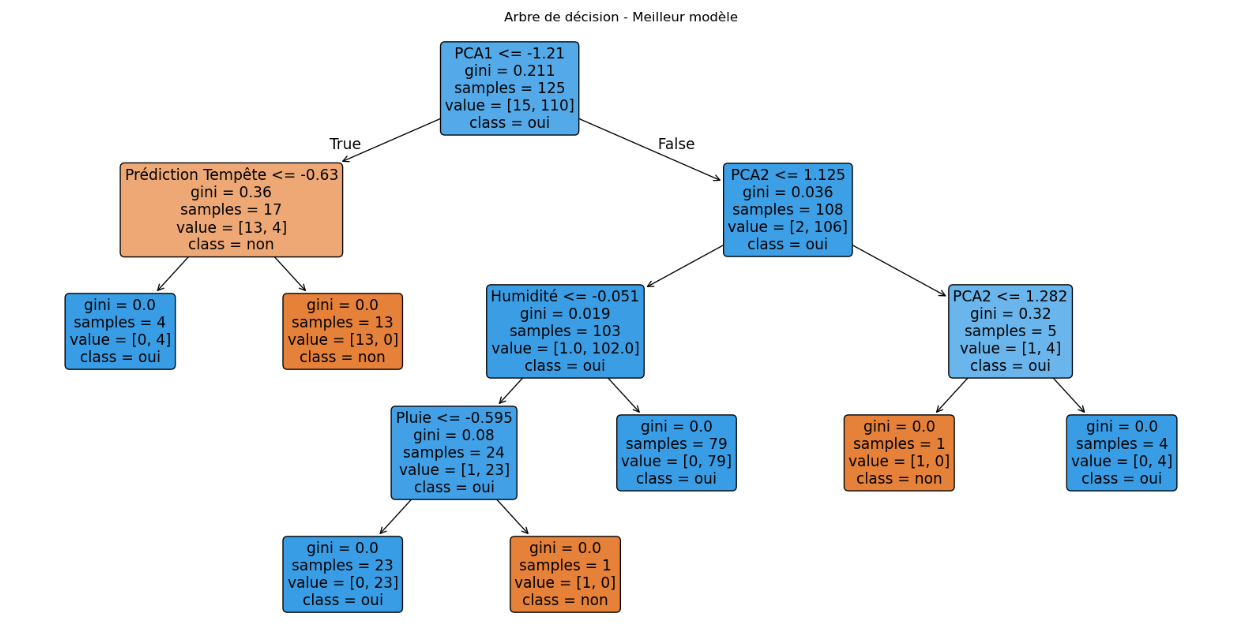 Arbre de décision - Meilleur modèle
PCA1 <= -1.21
gini = 0.211
samples = 125
value = [15, 110]
class = oui
True
False
Prédiction Tempête <= -0.63
gini = 0.36
samples = 17
value = [13, 4]
class = non
PCA2 <= 1.125
gini = 0.036
samples = 108
value = [2, 106]
class = oui
gini = 0.0
samples = 4
value = [0, 4]
class = oui
gini = 0.0
samples = 13
value = [13, 0]
class = non
Humidité <= -0.051
gini = 0.019
samples = 103
value = [1.0, 102.0]
class = oui
PCA2 <= 1.282
gini = 0.32
samples = 5
value = [1, 4]
class = oui
Pluie <= -0.595
gini = 0.08
samples = 24
value = [1, 23]
class = oui
gini = 0.0
samples = 79
value = [0, 79]
class = oui
gini = 0.0
samples = 1
value = [1, 0]
class = non
gini = 0.0
samples = 4
value = [0, 4]
class = oui
gini = 0.0
samples = 23
value = [0, 23]
class = oui
gini = 0.0
samples = 1
value = [1, 0]
class = non